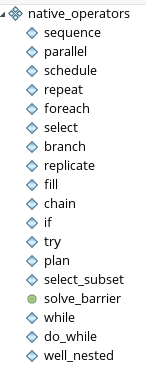 native_operators
sequence
parallel
schedule
repeat
foreach
select
branch
replicate
fill
chain
if
try
plan
select_subset
solve_barrier
while
do_while
well_nested